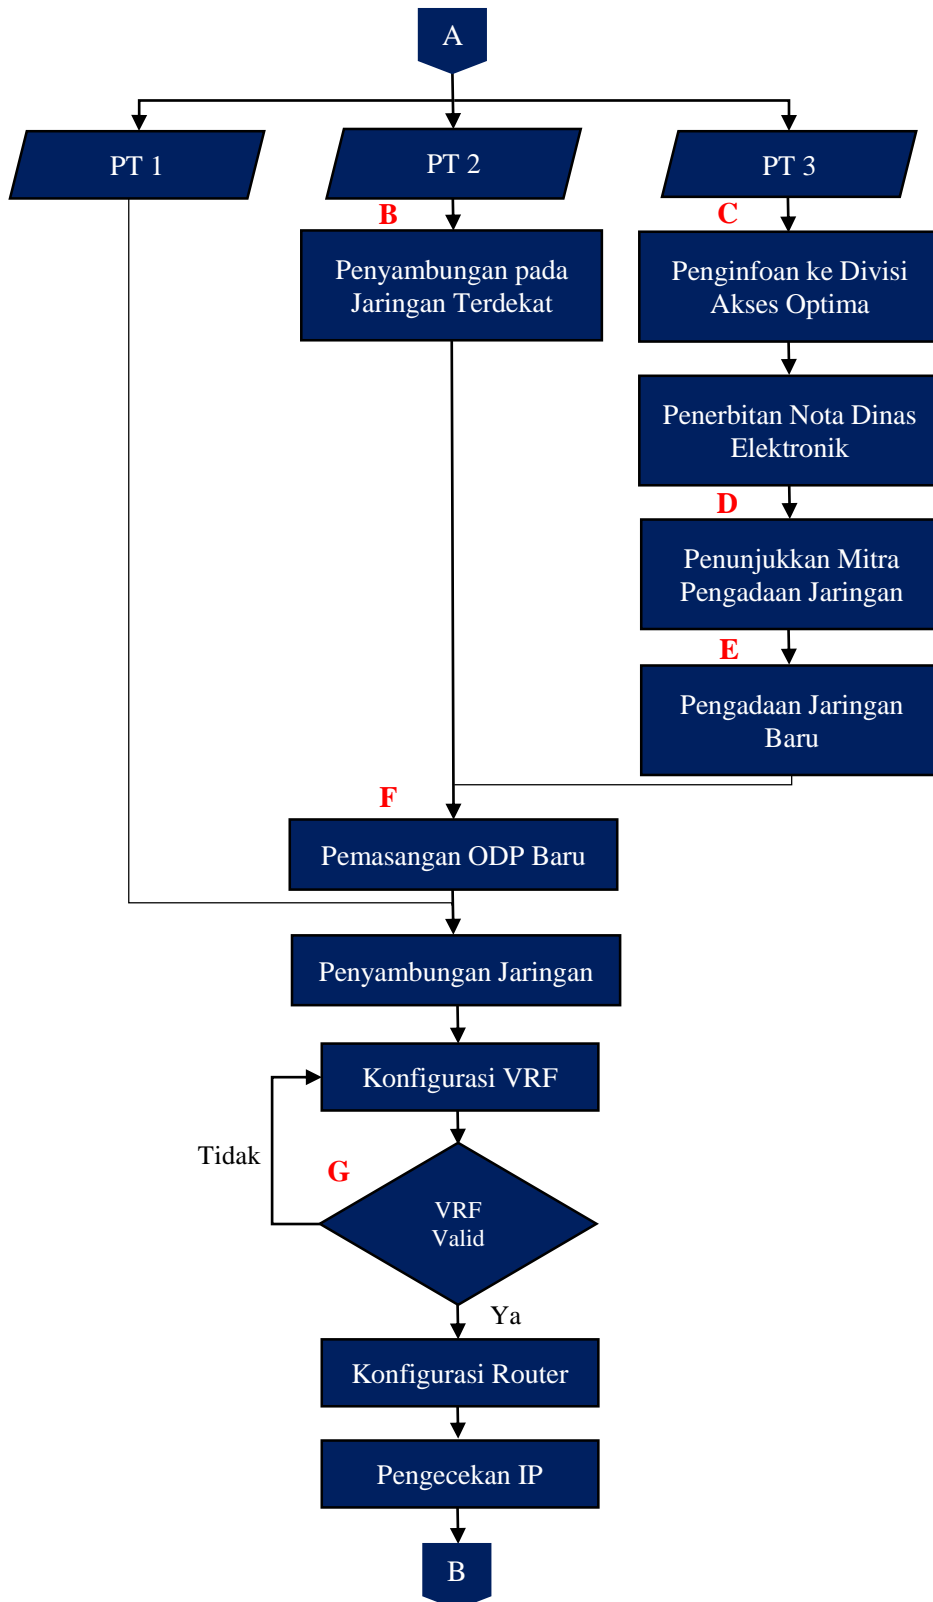 A
PT 1
PT 2
PT 3
B
C
Penyambungan pada
Jaringan Terdekat
Penginfoan ke Divisi
Akses Optima
Penerbitan Nota Dinas
Elektronik
D
Penunjukkan Mitra
Pengadaan Jaringan
E
Pengadaan Jaringan
Baru
F
Pemasangan ODP Baru
Penyambungan Jaringan
Konfigurasi VRF
Tidak
G
VRF
Valid
Ya
Konfigurasi Router
Pengecekan IP
B